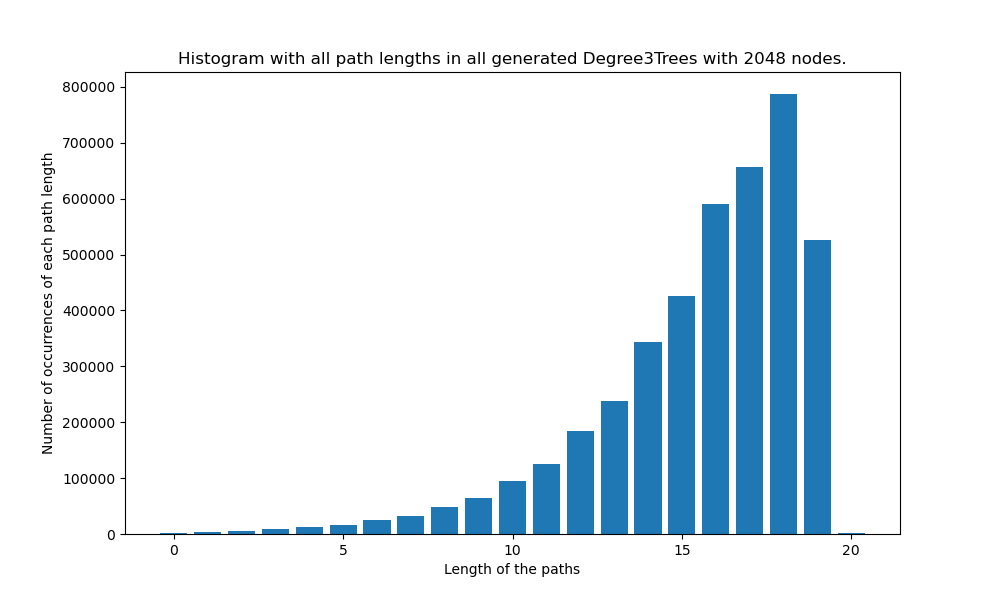 Histogram with all path lengths in all generated Degree3Trees with 2048 nodes.
800000
700000
600000
500000
400000
300000
200000
100000
0
Number of occurrences of each path length
0 5 10 15 20
Length of the paths